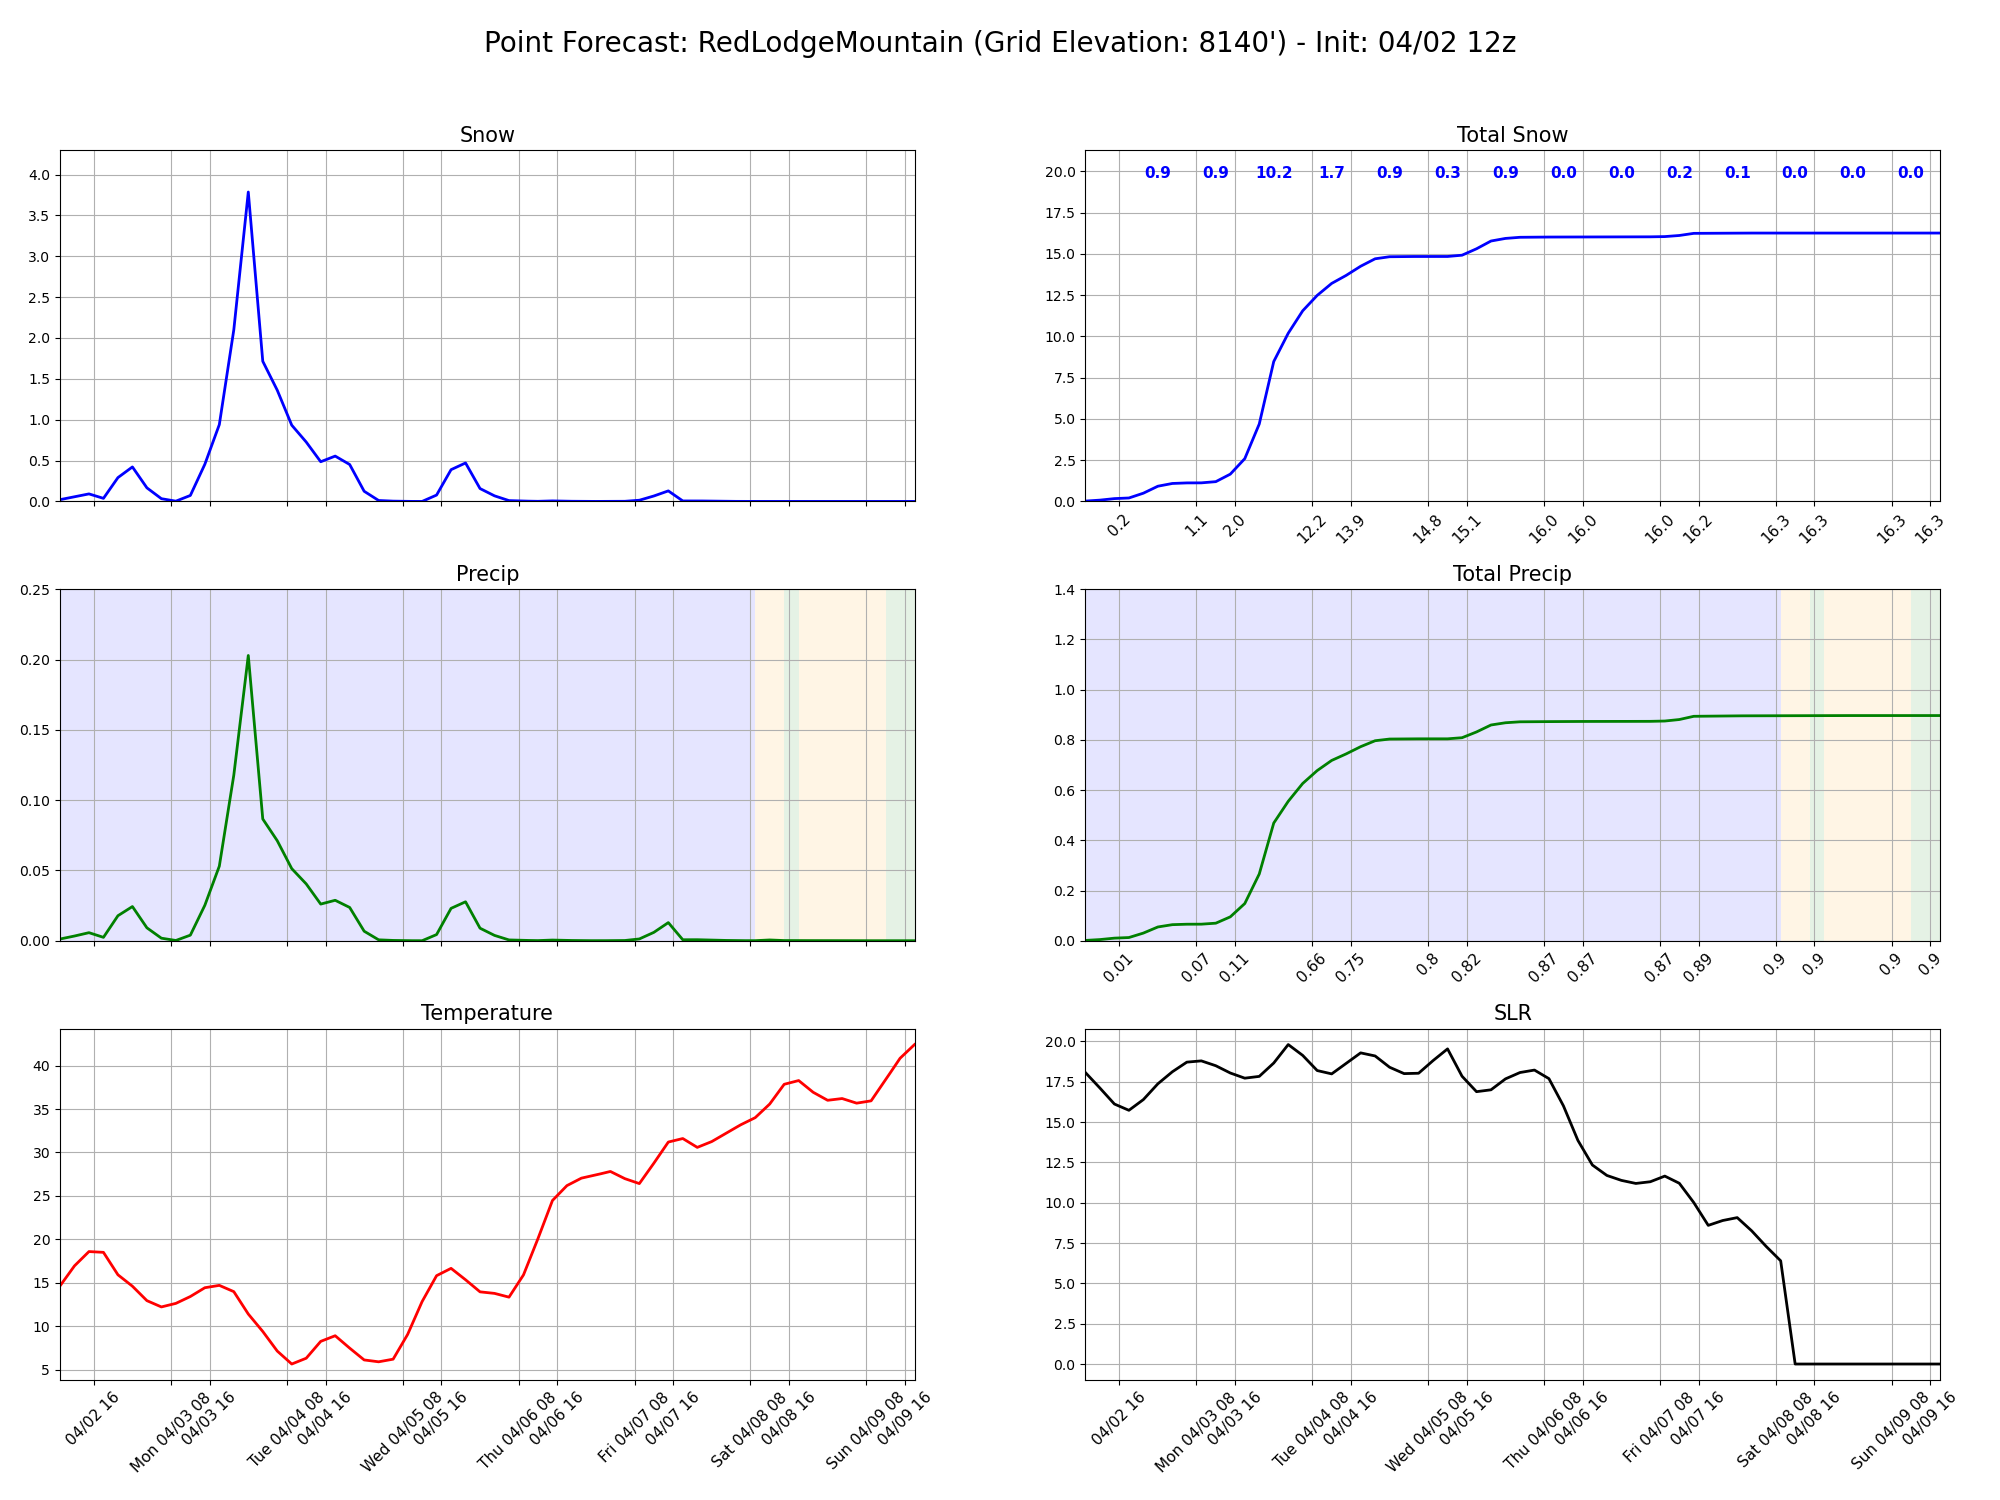 Point Forecast: RedLodgeMountain (Grid Elevation: 8140') - Init: 04/02 12z
Snow
4.0
3.5
3.0
2.5
2.0
1.5
1.0
0.5
0.0
Total Snow
0.9 0.9 10.2 1.7 0.9 0.3 0.9 0.0 0.0 0.2 0.1 0.0 0.0 0.0
20.0
17.5
15.0
12.5
10.0
7.5
5.0
2.5
0.0
0.2 1.1 2.0 12.2 13.9 14.8 15.1 16.0 16.0 16.0 16.2 16.3 16.3 16.3 16.3
Precip
0.25
0.20
0.15
0.10
0.05
0.00
Total Precip
1.4
1.2
1.0
0.8
0.6
0.4
0.2
0.0
0.01 0.07 0.11 0.66 0.75 0.8 0.82 0.87 0.87 0.87 0.89 0.9 0.9 0.9 0.9
Temperature
40
35
30
25
20
15
10
5
04/02 16
Mon 04/03 08
04/03 16
Tue 04/04 08
04/04 16
Wed 04/05 08
04/05 16
Thu 04/06 08
04/06 16
Fri 04/07 08
04/07 16
Sat 04/08 08
04/08 16
Sun 04/09 08
04/09 16
SLR
20.0
17.5
15.0
12.5
10.0
7.5
5.0
2.5
0.0
04/02 16
Mon 04/03 08
04/03 16
Tue 04/04 08
04/04 16
Wed 04/05 08
04/05 16
Thu 04/06 08
04/06 16
Fri 04/07 08
04/07 16
Sat 04/08 08
04/08 16
Sun 04/09 08
04/09 16